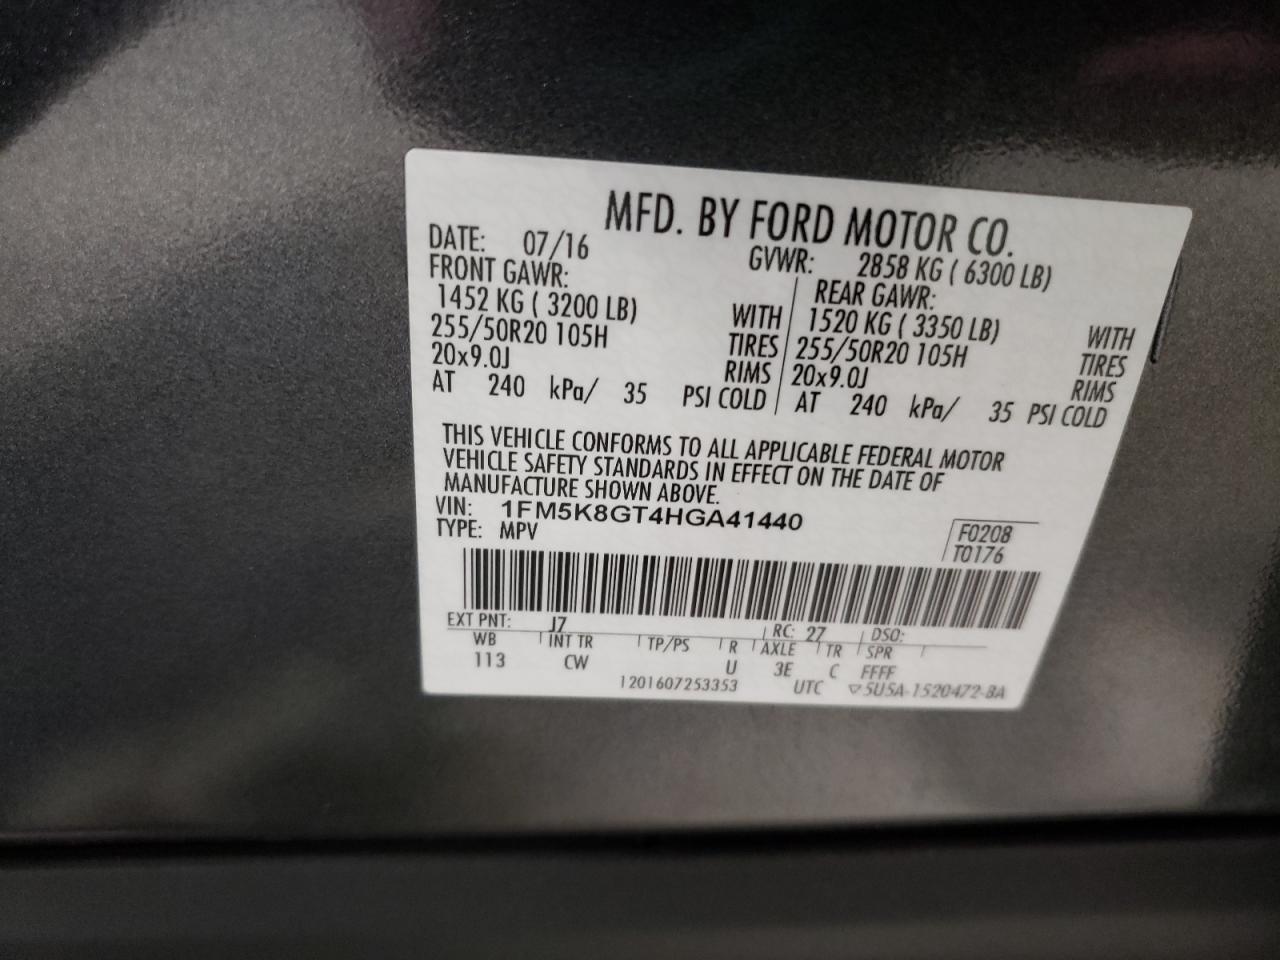 MFD. BY FORD MOTOR CO.
DATE: 07/16 GVWR: 2858 KG ( 6300 LB)
FRONT GAWR: REAR GAWR:
1452 KG ( 3200 LB) WITH 1520 KG ( 3350 LB) WITH
255/50R20 105H TIRES 255/50R20 105H TIRES
20x9.0J RIMS 20x9.0J RIMS
AT 240 kPa/ 35 PSI COLD AT 240 kPa/ 35 PSI COLD
THIS VEHICLE CONFORMS TO ALL APPLICABLE FEDERAL MOTOR
VEHICLE SAFETY STANDARDS IN EFFECT ON THE DATE OF
MANUFACTURE SHOWN ABOVE.
VIN: 1FM5K8GT4HGA41440 F0208
TYPE: MPV T0176
EXT PNT: J7 RC: 27 DSO:
WB INT TR TP/PS R AXLE TR SPR
113 CW U 3E C FFFF
1201607253353 UTC ▽5U5A-1520472-BA